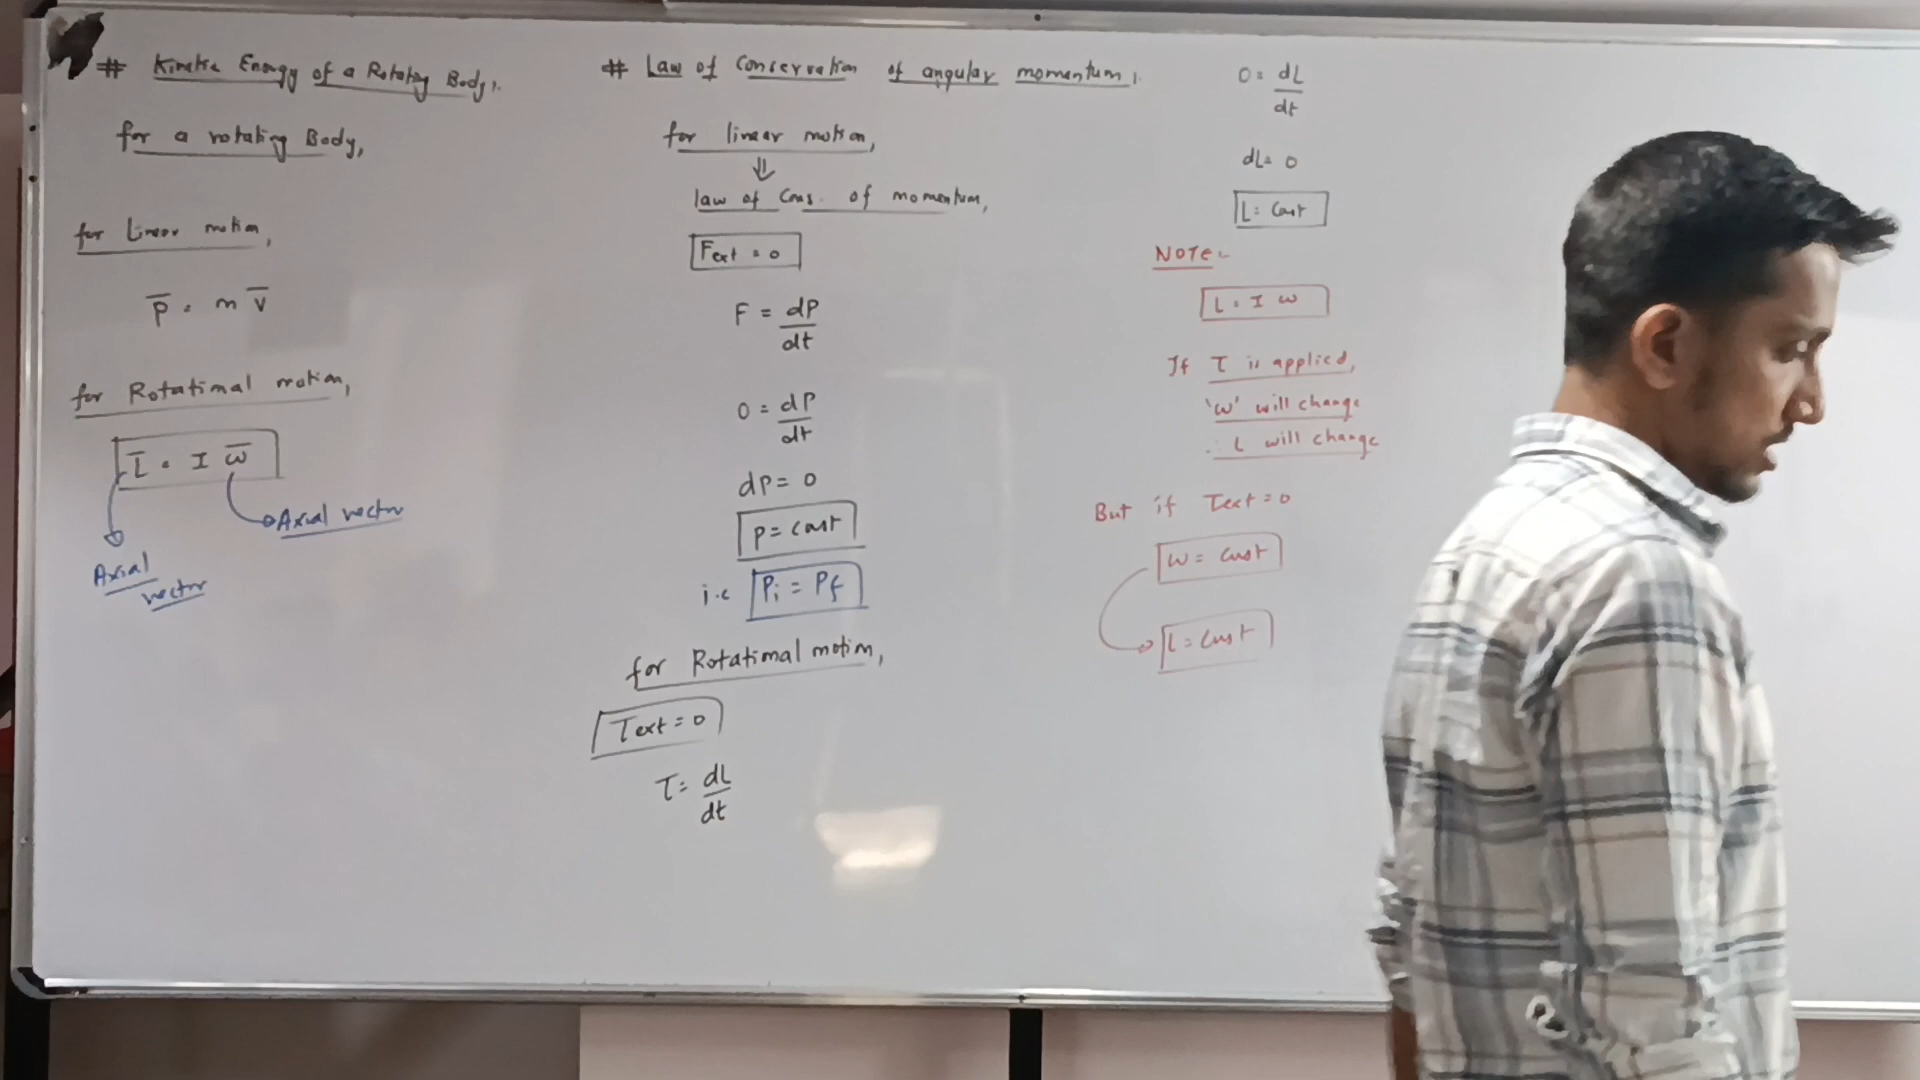 # Kinetic Energy of a Rotating Body,
for a rotating Body,
for Linear motion,
P̅ = m V̅
for Rotational motion,
L̅ = I ω̅
Axial vector
Axial
vector
# Law of Conservation of angular momentum,
for linear motion,
⇓
law of Cons. of momentum,
Fext = 0
F = dP/dt
0 = dP/dt
dP = 0
P = const
i.e Pi = Pf
for Rotational motion,
τext = 0
τ = dL/dt
0 = dL/dt
dL = 0
L = const
NOTE:-
L = I ω
If τ is applied,
'ω' will change
∴ L will change
But if τext = 0
ω = const
L = const